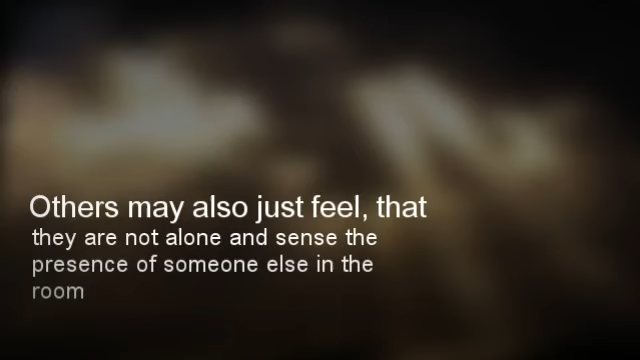 Others may also just feel, that
they are not alone and sense the
presence of someone else in the
room